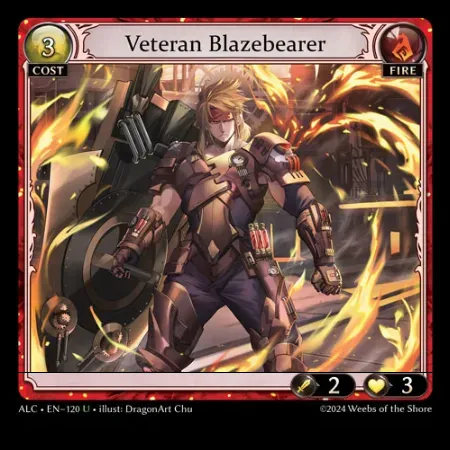 3
Veteran Blazebearer
COST
FIRE
2
3
ALC • EN-120 U • illust: DragonArt Chu
©2024 Weebs of the Shore